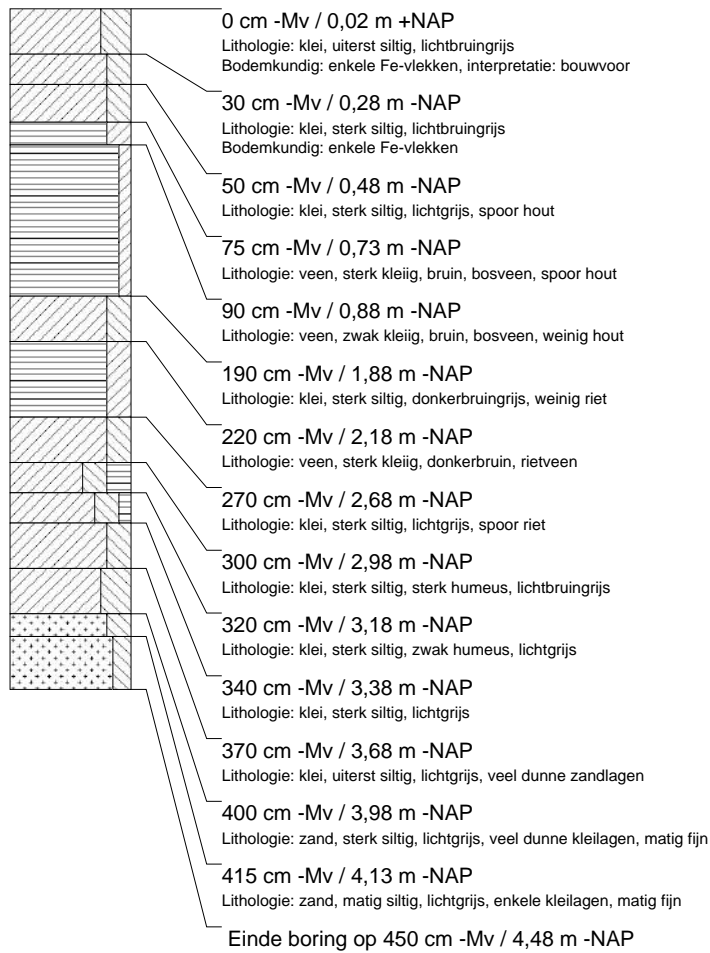 0 cm -Mv / 0,02 m +NAP
Lithologie: klei, uiterst siltig, lichtbruingrijs
Bodemkundig: enkele Fe-vlekken, interpretatie: bouwvoor
30 cm -Mv / 0,28 m -NAP
Lithologie: klei, sterk siltig, lichtbruingrijs
Bodemkundig: enkele Fe-vlekken
50 cm -Mv / 0,48 m -NAP
Lithologie: klei, sterk siltig, lichtgrijs, spoor hout
75 cm -Mv / 0,73 m -NAP
Lithologie: veen, sterk kleiig, bruin, bosveen, spoor hout
90 cm -Mv / 0,88 m -NAP
Lithologie: veen, zwak kleiig, bruin, bosveen, weinig hout
190 cm -Mv / 1,88 m -NAP
Lithologie: klei, sterk siltig, donkerbruingrijs, weinig riet
220 cm -Mv / 2,18 m -NAP
Lithologie: veen, sterk kleiig, donkerbruin, rietveen
270 cm -Mv / 2,68 m -NAP
Lithologie: klei, sterk siltig, lichtgrijs, spoor riet
300 cm -Mv / 2,98 m -NAP
Lithologie: klei, sterk siltig, sterk humeus, lichtbruingrijs
320 cm -Mv / 3,18 m -NAP
Lithologie: klei, sterk siltig, zwak humeus, lichtgrijs
340 cm -Mv / 3,38 m -NAP
Lithologie: klei, sterk siltig, lichtgrijs
370 cm -Mv / 3,68 m -NAP
Lithologie: klei, uiterst siltig, lichtgrijs, veel dunne zandlagen
400 cm -Mv / 3,98 m -NAP
Lithologie: zand, sterk siltig, lichtgrijs, veel dunne kleilagen, matig fijn
415 cm -Mv / 4,13 m -NAP
Lithologie: zand, matig siltig, lichtgrijs, enkele kleilagen, matig fijn
Einde boring op 450 cm -Mv / 4,48 m -NAP